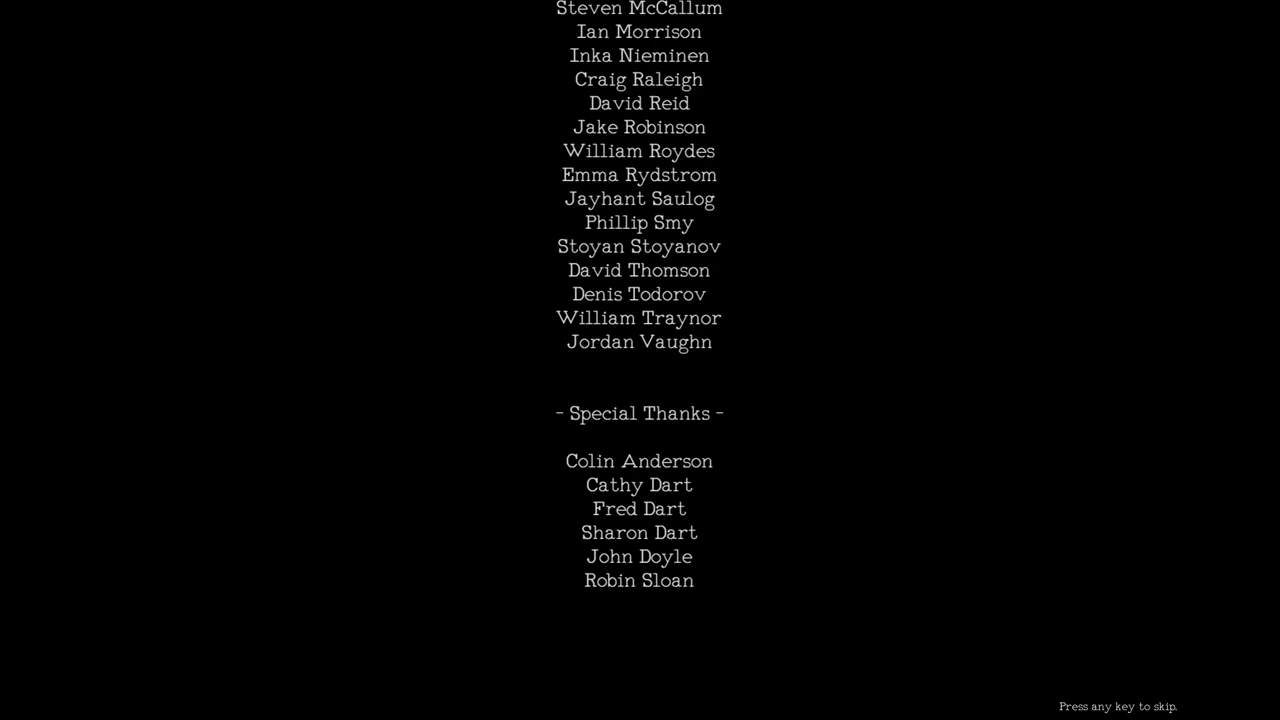 Steven McCallum
Ian Morrison
Inka Nieminen
Craig Raleigh
David Reid
Jake Robinson
William Roydes
Emma Rydstrom
Jayhant Saulog
Phillip Smy
Stoyan Stoyanov
David Thomson
Denis Todorov
William Traynor
Jordan Vaughn
- Special Thanks -
Colin Anderson
Cathy Dart
Fred Dart
Sharon Dart
John Doyle
Robin Sloan
Press any key to skip.